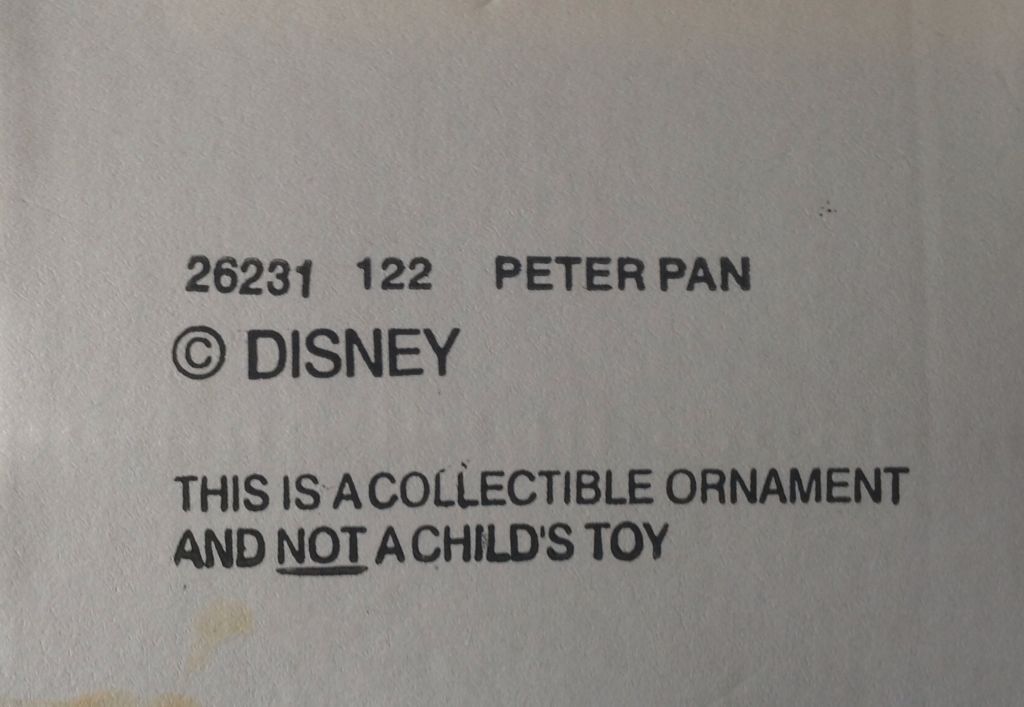 26231 122 PETER PAN
© DISNEY
THIS IS A COLLECTIBLE ORNAMENT
AND NOT A CHILD'S TOY